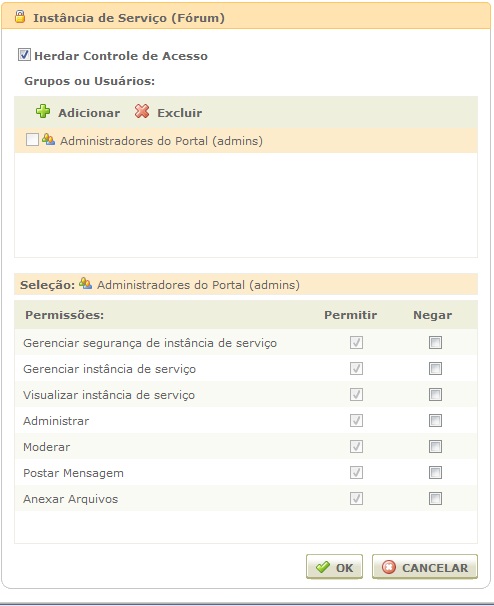 Instância de Serviço (Fórum)
Herdar Controle de Acesso
Grupos ou Usuários:
Adicionar Excluir
Administradores do Portal (admins)
Seleção: Administradores do Portal (admins)
Permissões: Permitir Negar
Gerenciar segurança de instância de serviço
Gerenciar instância de serviço
Visualizar instância de serviço
Administrar
Moderar
Postar Mensagem
Anexar Arquivos
OK CANCELAR